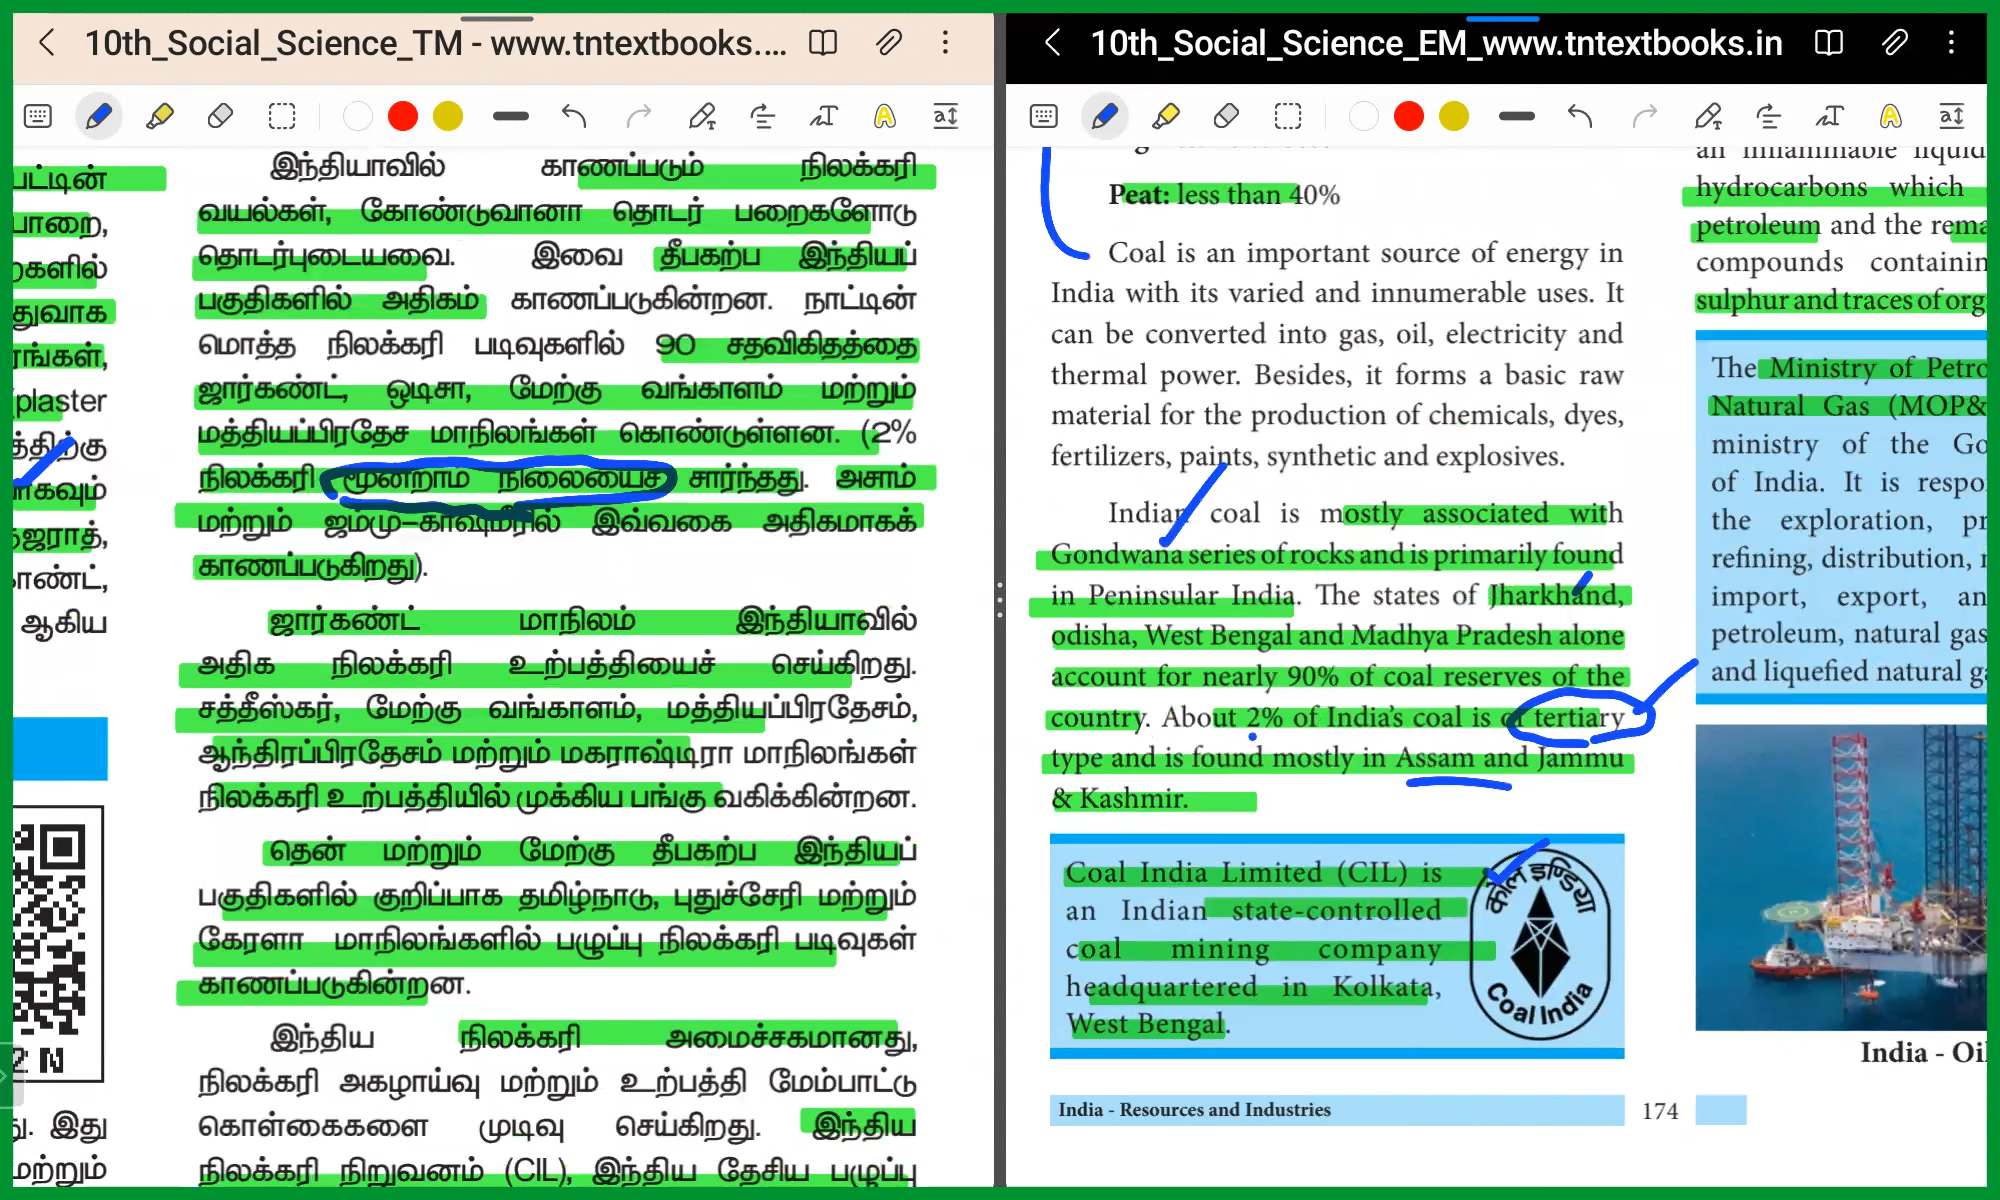 10th_Social_Science_TM - www.tntextbooks....
பட்டின்
பாறை,
றைகளில்
துவாக
ரங்கள்,
(plaster
த்திற்கு
ாகவும்
ஜராத்,
காண்ட்,
ஆகிய
2 N
இது
மற்றும்
இந்தியாவில் காணப்படும் நிலக்கரி
வயல்கள், கோண்டுவானா தொடர் பறைகளோடு
தொடர்புடையவை. இவை தீபகற்ப இந்தியப்
பகுதிகளில் அதிகம் காணப்படுகின்றன. நாட்டின்
மொத்த நிலக்கரி படிவுகளில் 90 சதவிகிதத்தை
ஜார்கண்ட், ஒடிசா, மேற்கு வங்காளம் மற்றும்
மத்தியப்பிரதேச மாநிலங்கள் கொண்டுள்ளன. (2%
நிலக்கரி மூன்றாம் நிலையைச் சார்ந்தது. அசாம்
மற்றும் ஜம்மு–காஷ்மீரில் இவ்வகை அதிகமாகக்
காணப்படுகிறது).
ஜார்கண்ட் மாநிலம் இந்தியாவில்
அதிக நிலக்கரி உற்பத்தியைச் செய்கிறது.
சத்தீஸ்கர், மேற்கு வங்காளம், மத்தியப்பிரதேசம்,
ஆந்திரப்பிரதேசம் மற்றும் மகராஷ்டிரா மாநிலங்கள்
நிலக்கரி உற்பத்தியில் முக்கிய பங்கு வகிக்கின்றன.
தென் மற்றும் மேற்கு தீபகற்ப இந்தியப்
பகுதிகளில் குறிப்பாக தமிழ்நாடு, புதுச்சேரி மற்றும்
கேரளா மாநிலங்களில் பழுப்பு நிலக்கரி படிவுகள்
காணப்படுகின்றன.
இந்திய நிலக்கரி அமைச்சகமானது,
நிலக்கரி அகழாய்வு மற்றும் உற்பத்தி மேம்பாட்டு
கொள்கைகளை முடிவு செய்கிறது. இந்திய
நிலக்கரி நிறுவனம் (CIL), இந்திய தேசிய பழுப்பு
10th_Social_Science_EM_www.tntextbooks.in
Peat: less than 40%
Coal is an important source of energy in
India with its varied and innumerable uses. It
can be converted into gas, oil, electricity and
thermal power. Besides, it forms a basic raw
material for the production of chemicals, dyes,
fertilizers, paints, synthetic and explosives.
Indian coal is mostly associated with
Gondwana series of rocks and is primarily found
in Peninsular India. The states of Jharkhand,
odisha, West Bengal and Madhya Pradesh alone
account for nearly 90% of coal reserves of the
country. About 2% of India's coal is of tertiary
type and is found mostly in Assam and Jammu
& Kashmir.
Coal India Limited (CIL) is
an Indian state-controlled
coal mining company
headquartered in Kolkata,
West Bengal.
कोल इण्डिया
Coal India
India - Resources and Industries
174
an inflammable liquid
hydrocarbons which
petroleum and the rema
compounds containin
sulphur and traces of org
The Ministry of Petro
Natural Gas (MOP&
ministry of the Go
of India. It is respo
the exploration, pr
refining, distribution,
import, export, an
petroleum, natural gas
and liquefied natural ga
India - Oi